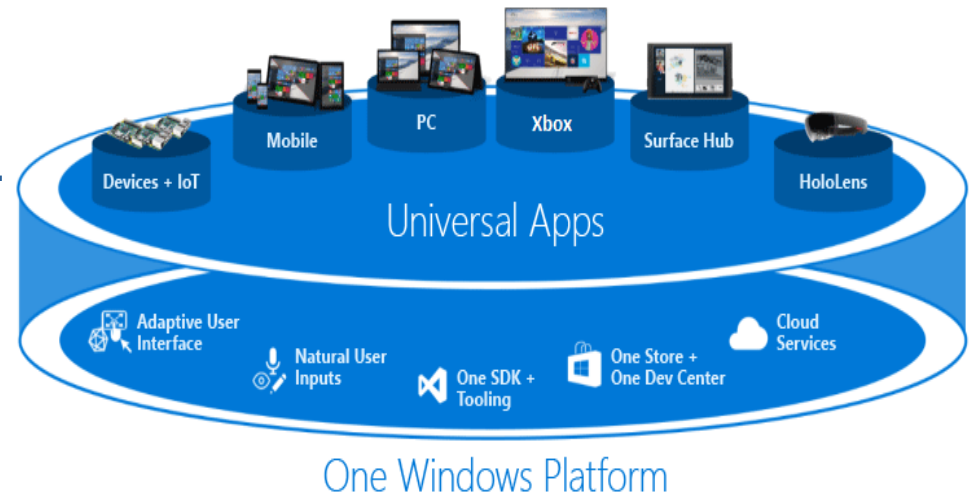 Devices + IoT
Mobile
PC
Xbox
Surface Hub
HoloLens
Universal Apps
Adaptive User
Interface
Natural User
Inputs
One SDK +
Tooling
One Store +
One Dev Center
Cloud
Services
One Windows Platform